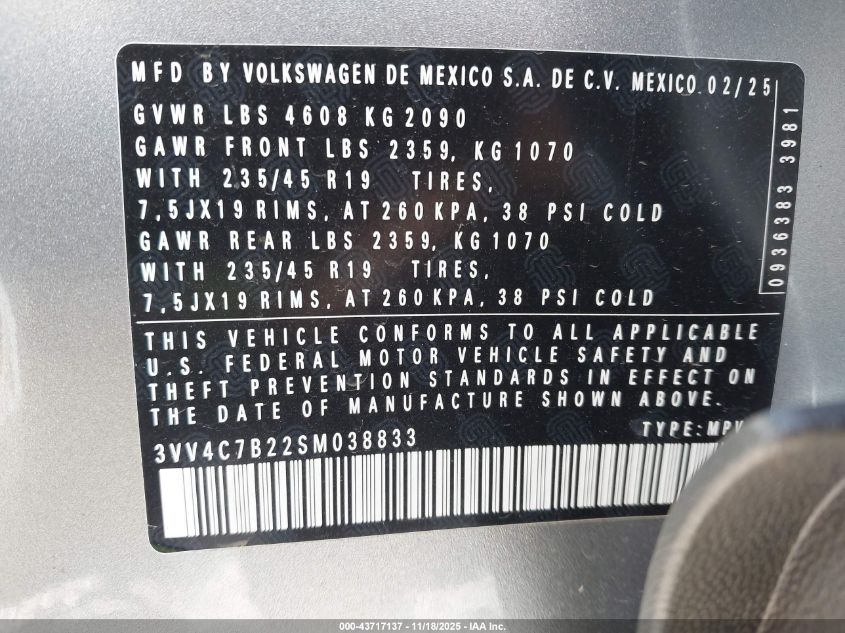 MFD BY VOLKSWAGEN DE MEXICO S.A. DE C.V. MEXICO 02/25
GVWR LBS 4608 KG 2090
GAWR FRONT LBS 2359, KG 1070
WITH 235/45 R19 TIRES,
7,5JX19 RIMS, AT 260 KPA, 38 PSI COLD
GAWR REAR LBS 2359, KG 1070
WITH 235/45 R19 TIRES,
7,5JX19 RIMS, AT 260 KPA, 38 PSI COLD
0936383 3981
THIS VEHICLE CONFORMS TO ALL APPLICABLE
U.S. FEDERAL MOTOR VEHICLE SAFETY AND
THEFT PREVENTION STANDARDS IN EFFECT ON
THE DATE OF MANUFACTURE SHOWN ABOVE.
TYPE: MPV
3VV4C7B22SM038833
000-43717137 - 11/18/2025 - IAA Inc.